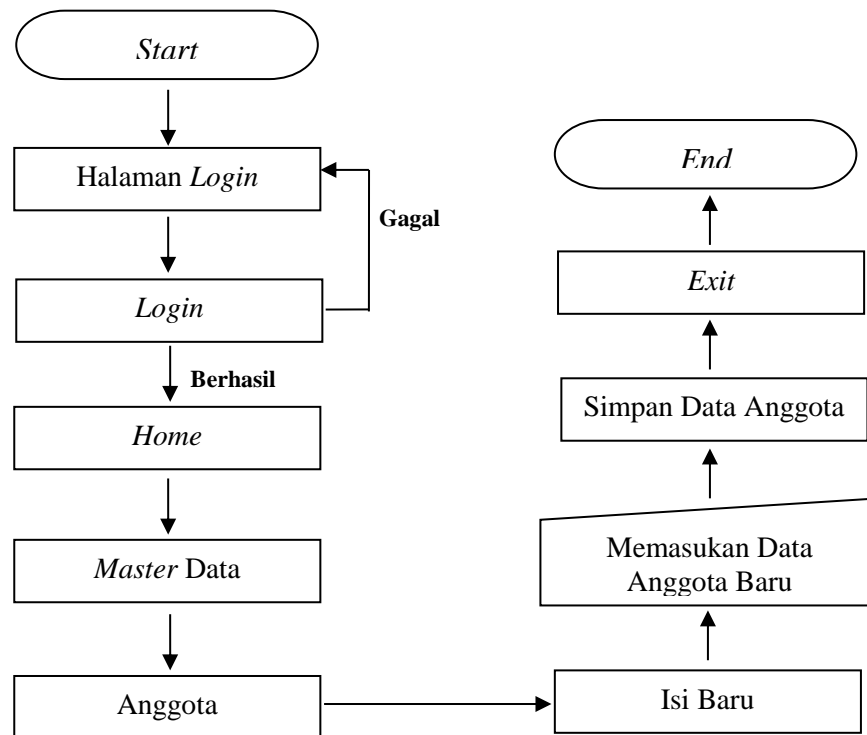 Start
Halaman Login
Gagal
Login
Berhasil
Home
Master Data
Anggota
Isi Baru
Memasukan Data
Anggota Baru
Simpan Data Anggota
Exit
End